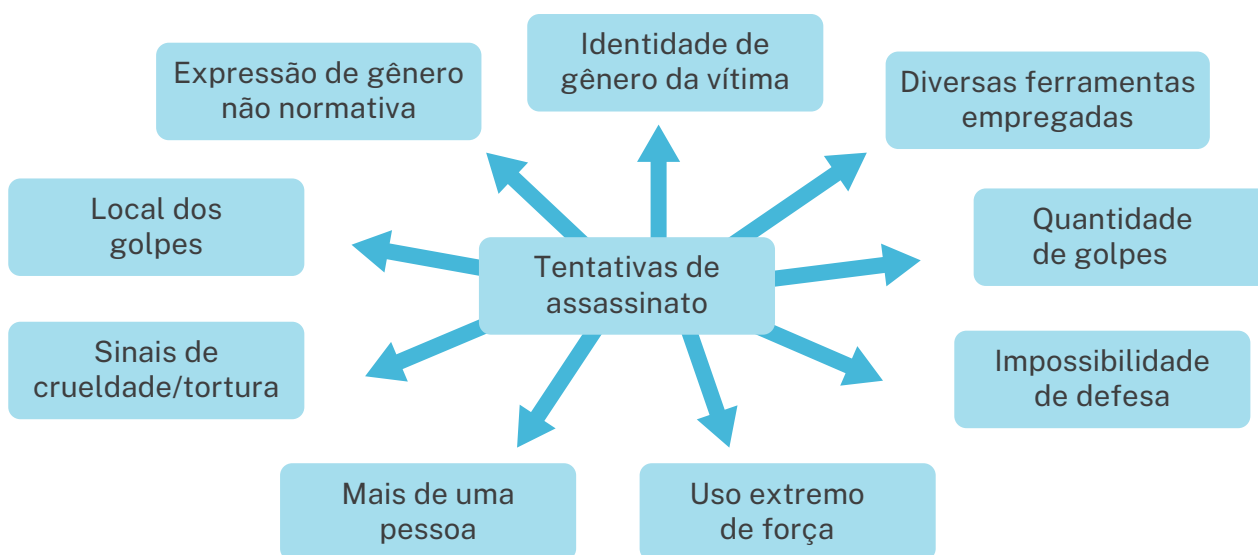 Identidade de
gênero da vítima
Expressão de gênero
não normativa
Diversas ferramentas
empregadas
Local dos
golpes
Quantidade
de golpes
Tentativas de
assassinato
Sinais de
crueldade/tortura
Impossibilidade
de defesa
Mais de uma
pessoa
Uso extremo
de força